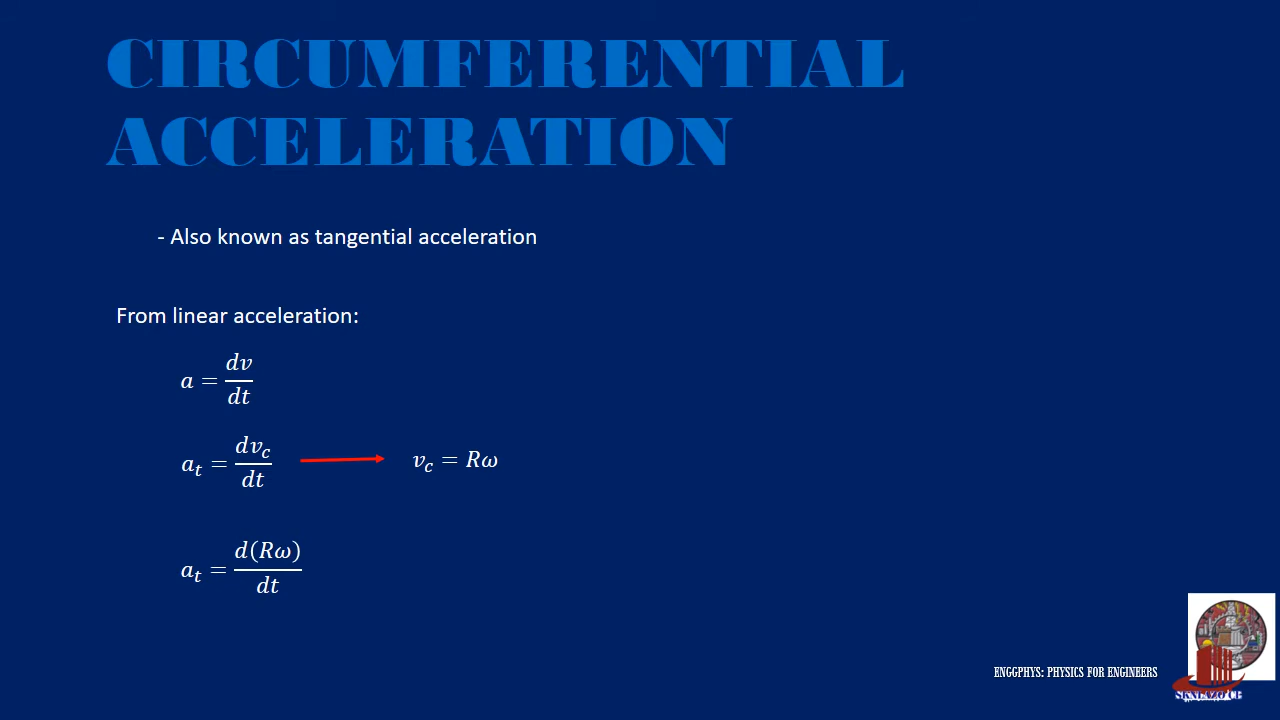 CIRCUMFERENTIAL
ACCELERATION
- Also known as tangential acceleration
From linear acceleration:
a = dv/dt
a_t = dv_c/dt → v_c = Rω
a_t = d(Rω)/dt
ENGGPHYS: PHYSICS FOR ENGINEERS